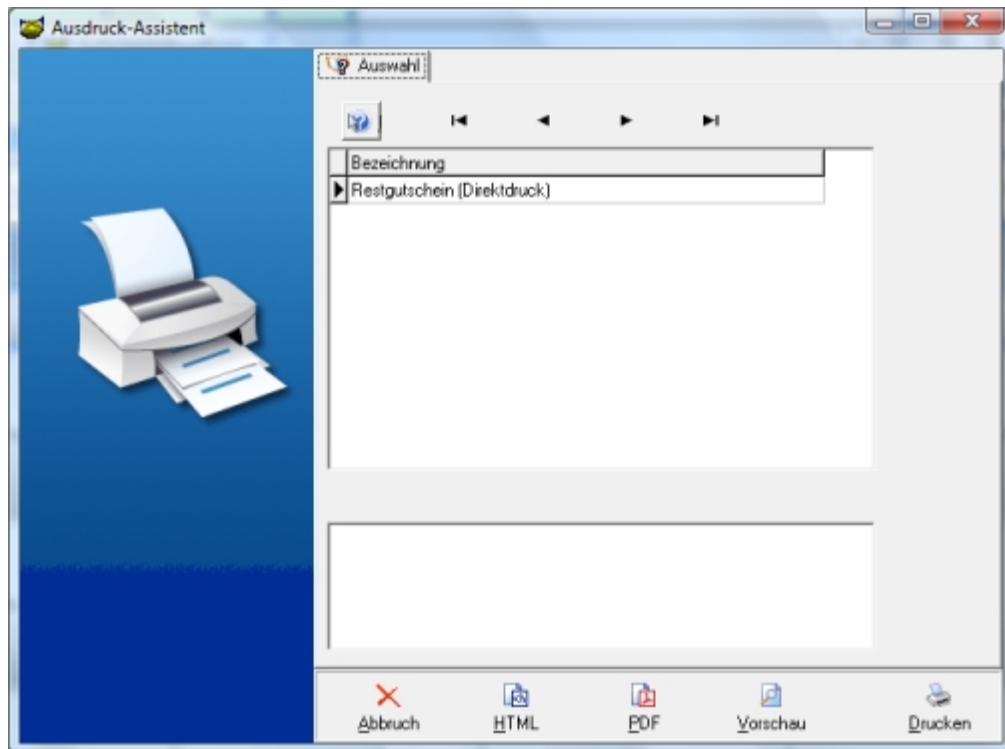 Ausdruck-Assistent
Auswahl
Bezeichnung
Restgutschein (Direktdruck)
Abbruch HTML PDF Vorschau Drucken